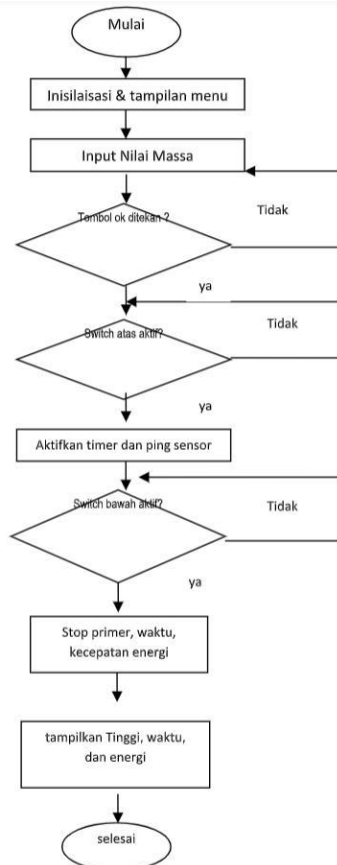 Mulai
Inisilaisasi & tampilan menu
Input Nilai Massa
Tombol ok ditekan ?
Tidak
ya
Switch atas aktif?
Tidak
ya
Aktifkan timer dan ping sensor
Switch bawah aktif?
Tidak
ya
Stop primer, waktu,
kecepatan energi
tampilkan Tinggi, waktu,
dan energi
selesai